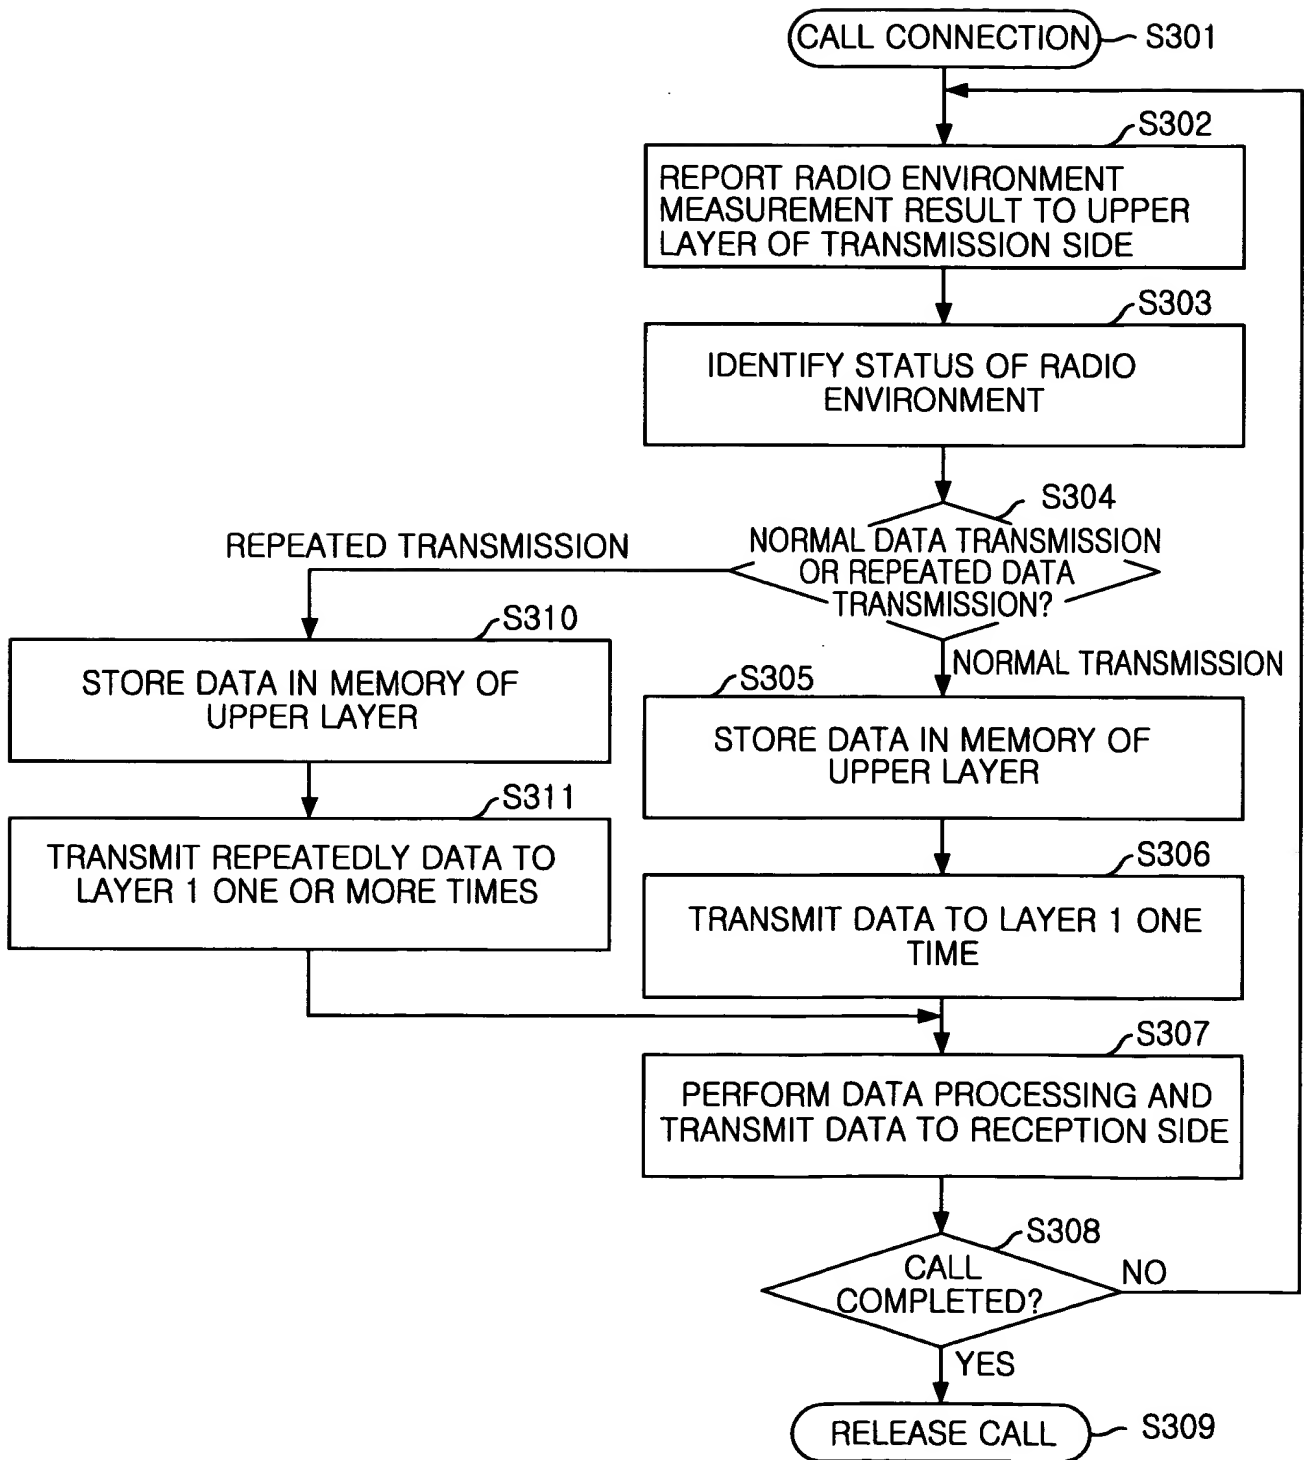 CALL CONNECTION
S301
S302
REPORT RADIO ENVIRONMENT
MEASUREMENT RESULT TO UPPER
LAYER OF TRANSMISSION SIDE
S303
IDENTIFY STATUS OF RADIO
ENVIRONMENT
S304
NORMAL DATA TRANSMISSION
OR REPEATED DATA
TRANSMISSION?
REPEATED TRANSMISSION
S310
STORE DATA IN MEMORY OF
UPPER LAYER
S311
TRANSMIT REPEATEDLY DATA TO
LAYER 1 ONE OR MORE TIMES
NORMAL TRANSMISSION
S305
STORE DATA IN MEMORY OF
UPPER LAYER
S306
TRANSMIT DATA TO LAYER 1 ONE
TIME
S307
PERFORM DATA PROCESSING AND
TRANSMIT DATA TO RECEPTION SIDE
S308
CALL
COMPLETED?
NO
YES
RELEASE CALL
S309